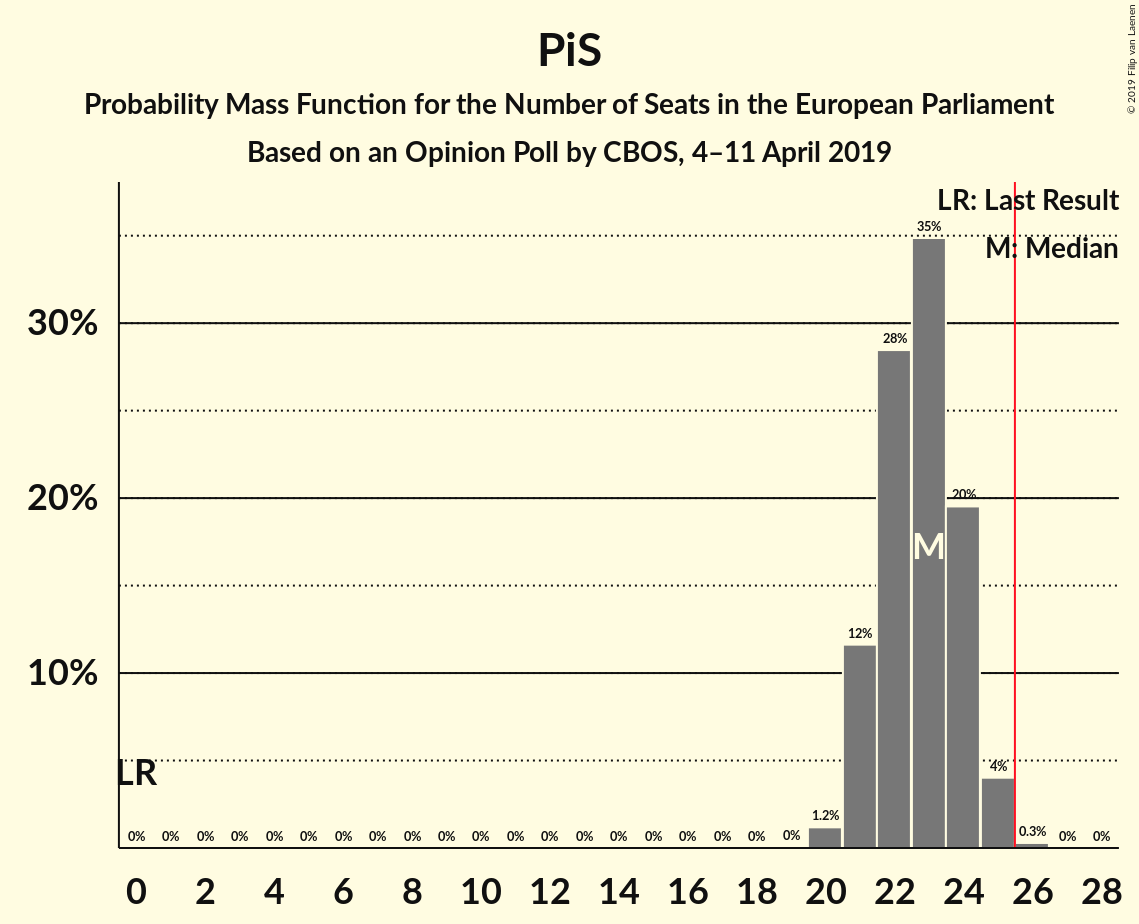 PiS
Probability Mass Function for the Number of Seats in the European Parliament
Based on an Opinion Poll by CBOS, 4–11 April 2019
© 2019 Filip van Laenen
LR: Last Result
M: Median
35%
30%
28%
20%
20%
M
12%
10%
LR
4%
1.2%
0% 0% 0% 0% 0% 0% 0% 0% 0% 0% 0% 0% 0% 0% 0% 0% 0% 0% 0% 0% 0.3% 0% 0%
0 2 4 6 8 10 12 14 16 18 20 22 24 26 28